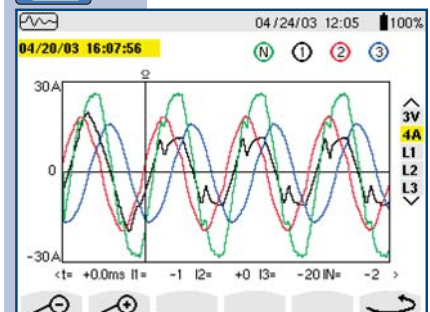 04/24/03 12:05 100%
04/20/03 16:07:56
N 1 2 3
30A
3V
4A
L1
0
L2
L3
-30A
<t= +0.0ms I1= -1 I2= +0 I3= -20 IN= -2 >